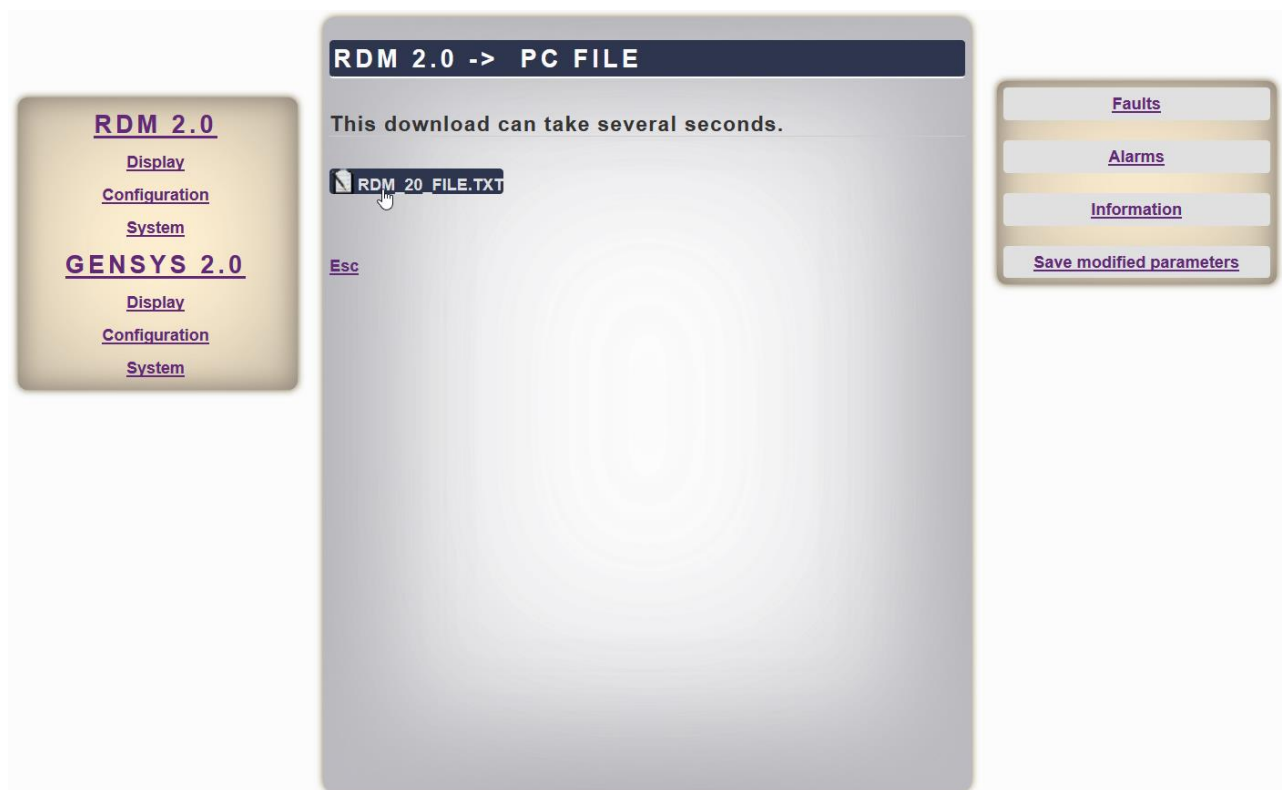 RDM 2.0
Display
Configuration
System
GENSYS 2.0
Display
Configuration
System
RDM 2.0 -> PC FILE
This download can take several seconds.
RDM_20_FILE.TXT
Esc
Faults
Alarms
Information
Save modified parameters